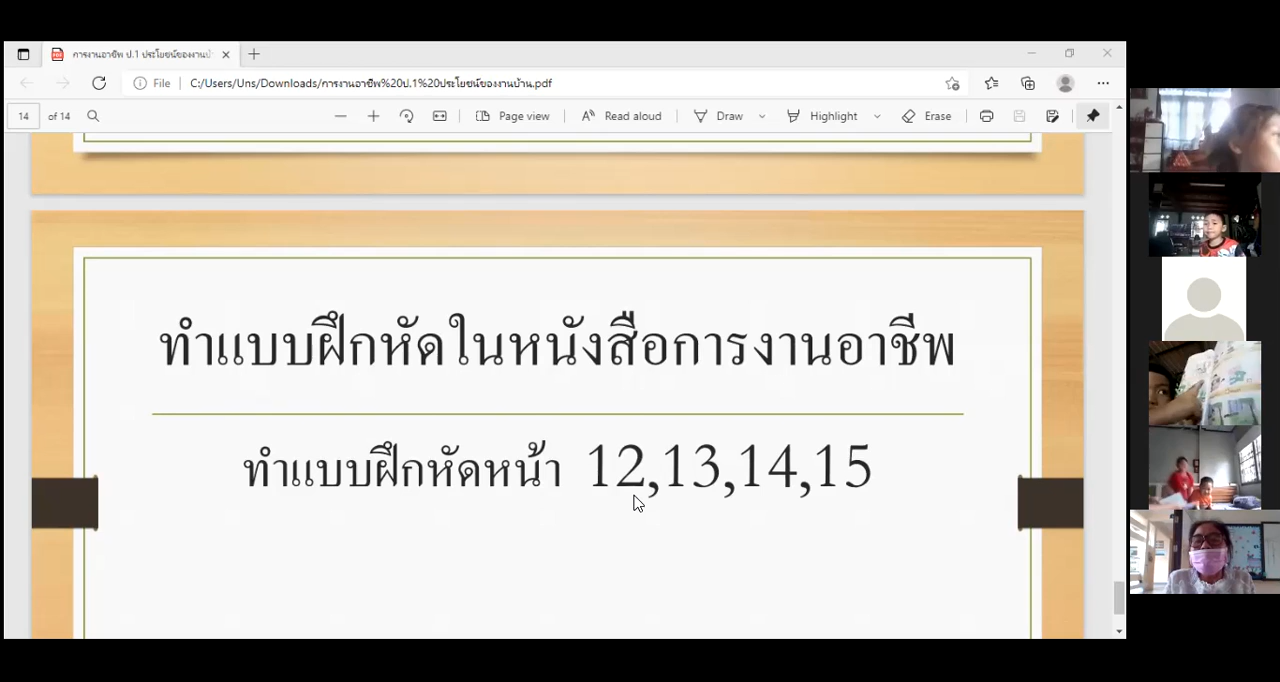 การงานอาชีพ ป.1 ประโยชน์ของงานบ้
File C:/Users/Uns/Downloads/การงานอาชีพ%20ป.1%20ประโยชน์ของงานบ้าน.pdf
14 of 14 Page view Read aloud Draw Highlight Erase
ทำแบบฝึกหัดในหนังสือการงานอาชีพ
ทำแบบฝึกหัดหน้า 12,13,14,15